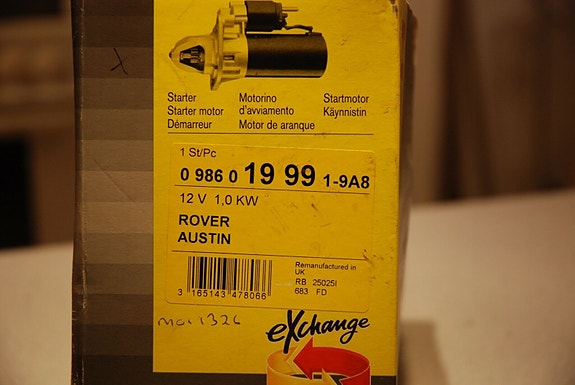 Starter Motorino Startmotor
Starter motor d'avviamento Käynnistin
Démarreur Motor de aranque
1 St/Pc
0 986 0 19 99 1-9A8
12 V 1,0 KW
ROVER
AUSTIN
Remanufactured in
UK
RB 25025I
683 FD
3 165143 478066
1326
eXchange